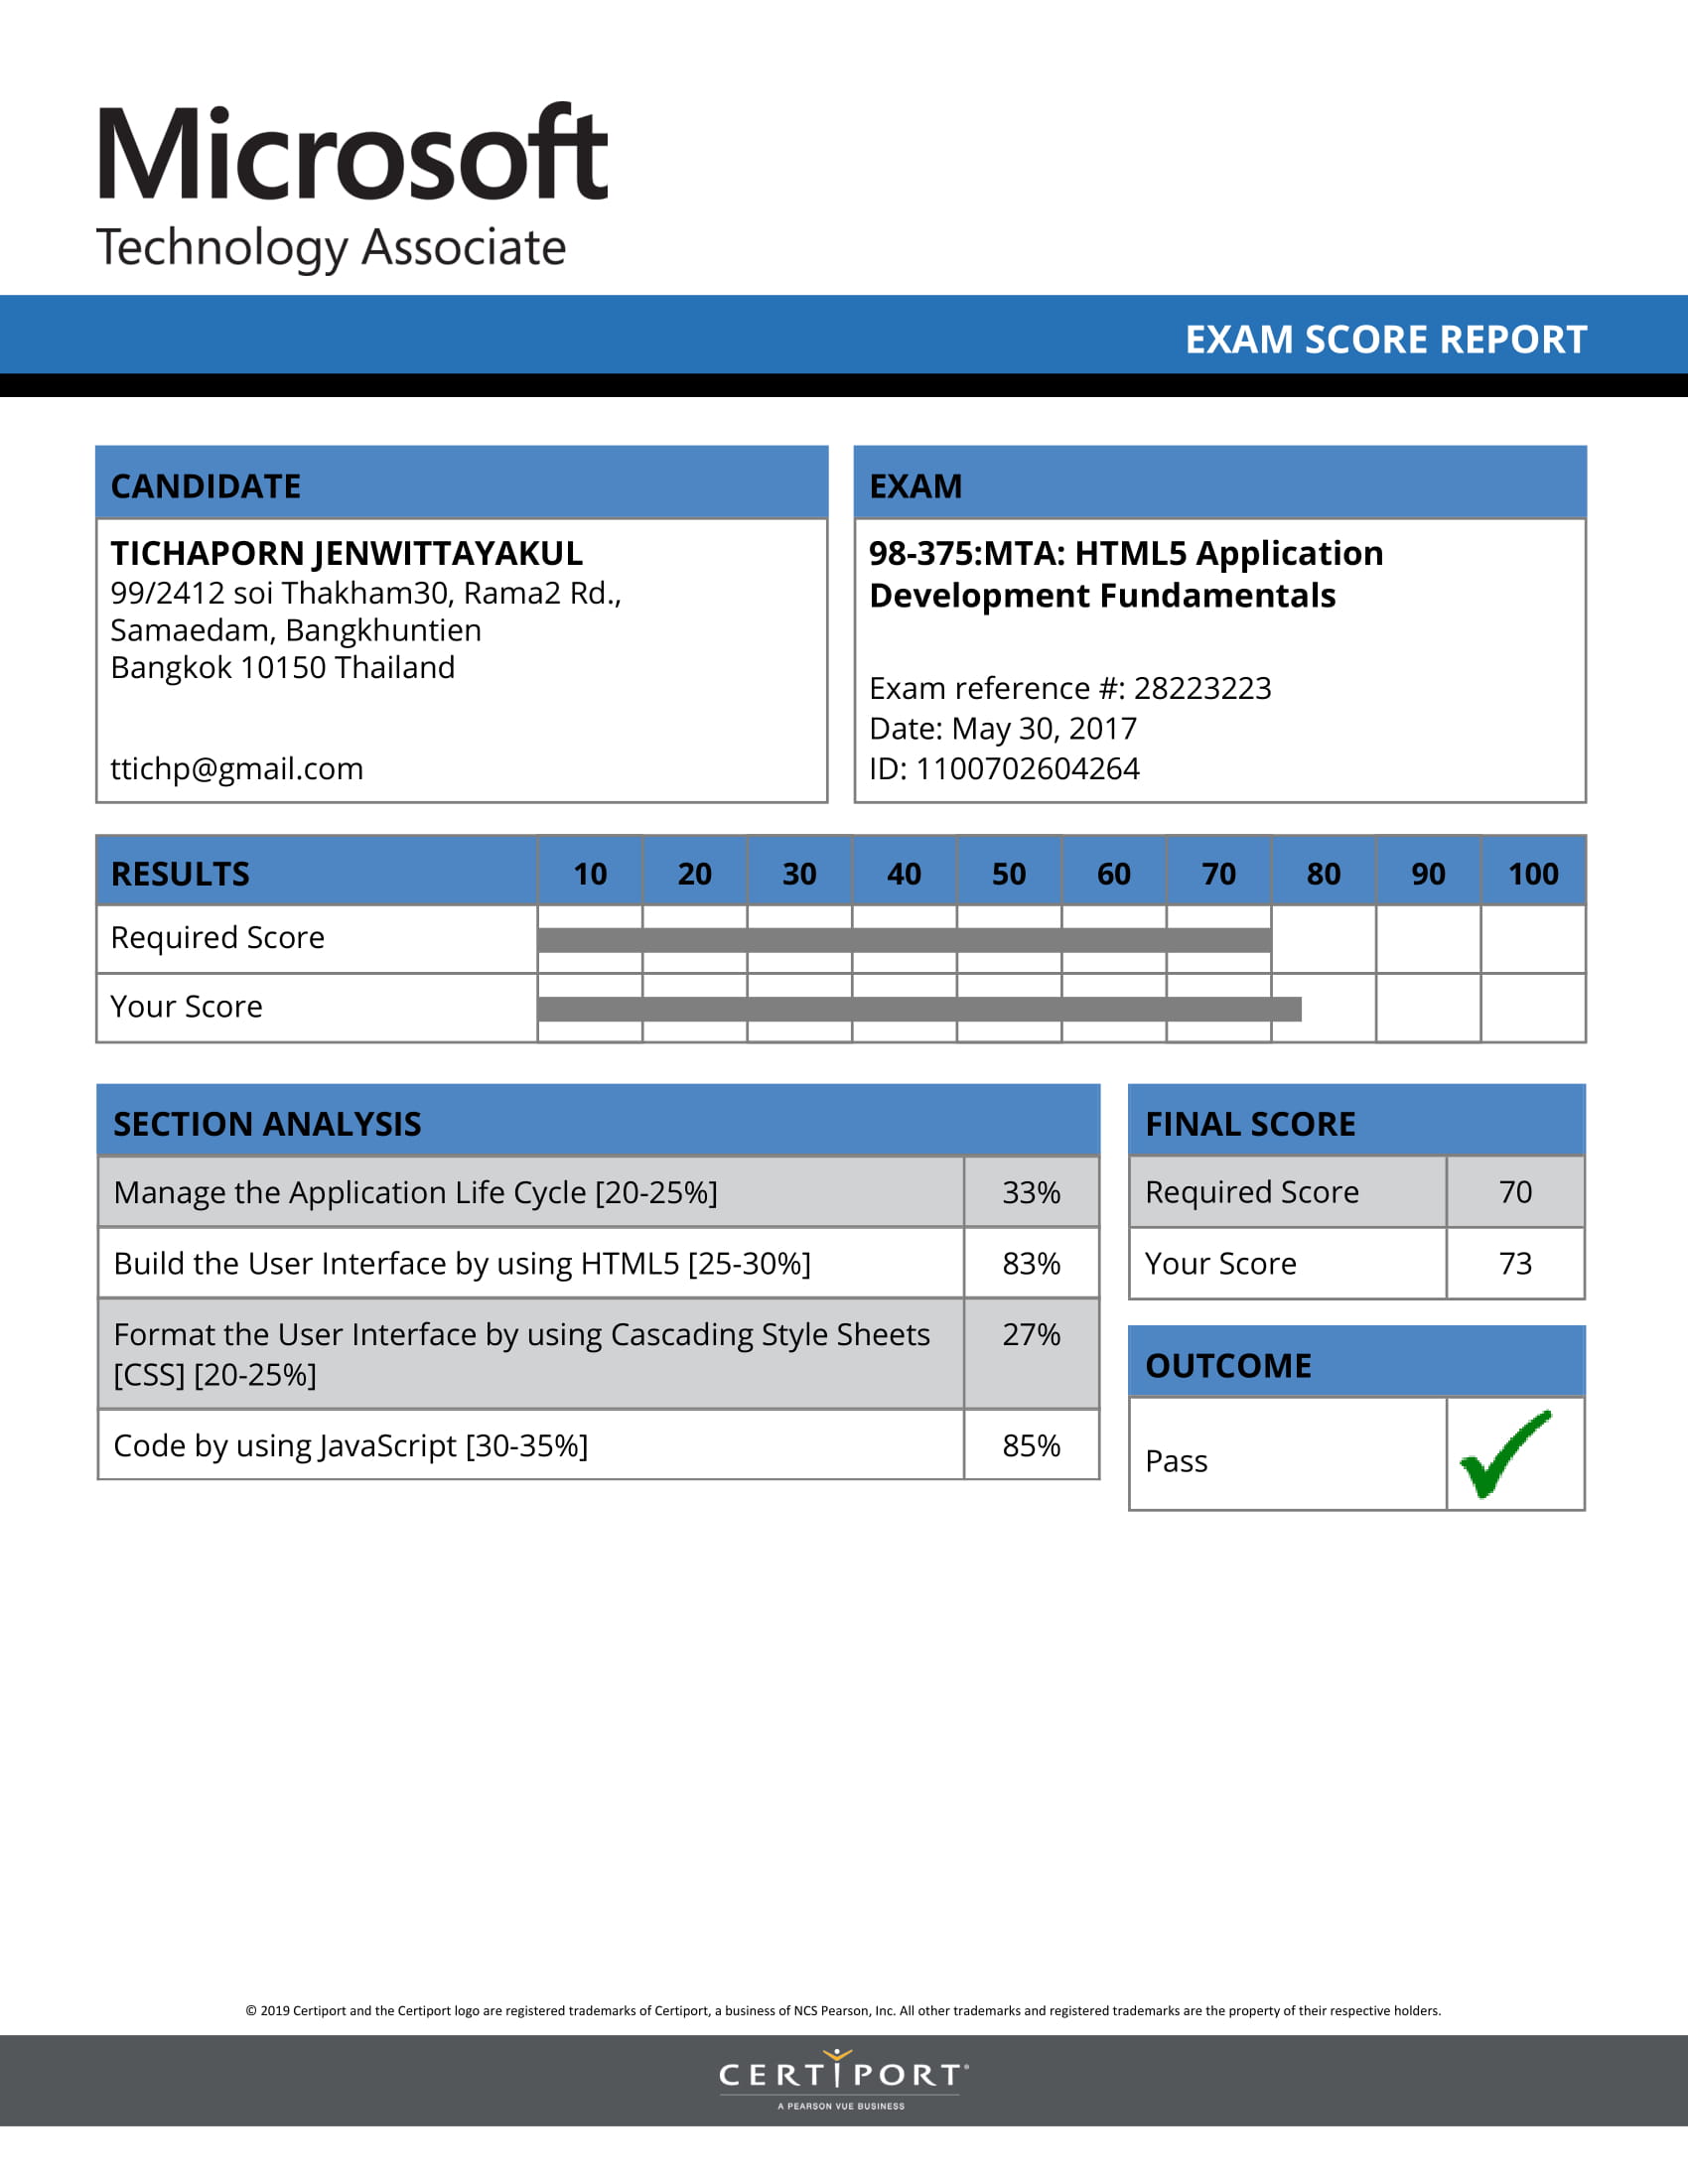 Microsoft
Technology Associate
EXAM SCORE REPORT
CANDIDATE
TICHAPORN JENWITTAYAKUL
99/2412 soi Thakham30, Rama2 Rd.,
Samaedam, Bangkhuntien
Bangkok 10150 Thailand
ttichp@gmail.com
EXAM
98-375:MTA: HTML5 Application
Development Fundamentals
Exam reference #: 28223223
Date: May 30, 2017
ID: 1100702604264
RESULTS 10 20 30 40 50 60 70 80 90 100
Required Score
Your Score
SECTION ANALYSIS
Manage the Application Life Cycle [20-25%] 33%
Build the User Interface by using HTML5 [25-30%] 83%
Format the User Interface by using Cascading Style Sheets 27%
[CSS] [20-25%]
Code by using JavaScript [30-35%] 85%
FINAL SCORE
Required Score 70
Your Score 73
OUTCOME
Pass
© 2019 Certiport and the Certiport logo are registered trademarks of Certiport, a business of NCS Pearson, Inc. All other trademarks and registered trademarks are the property of their respective holders.
CERTIPORT®
A PEARSON VUE BUSINESS